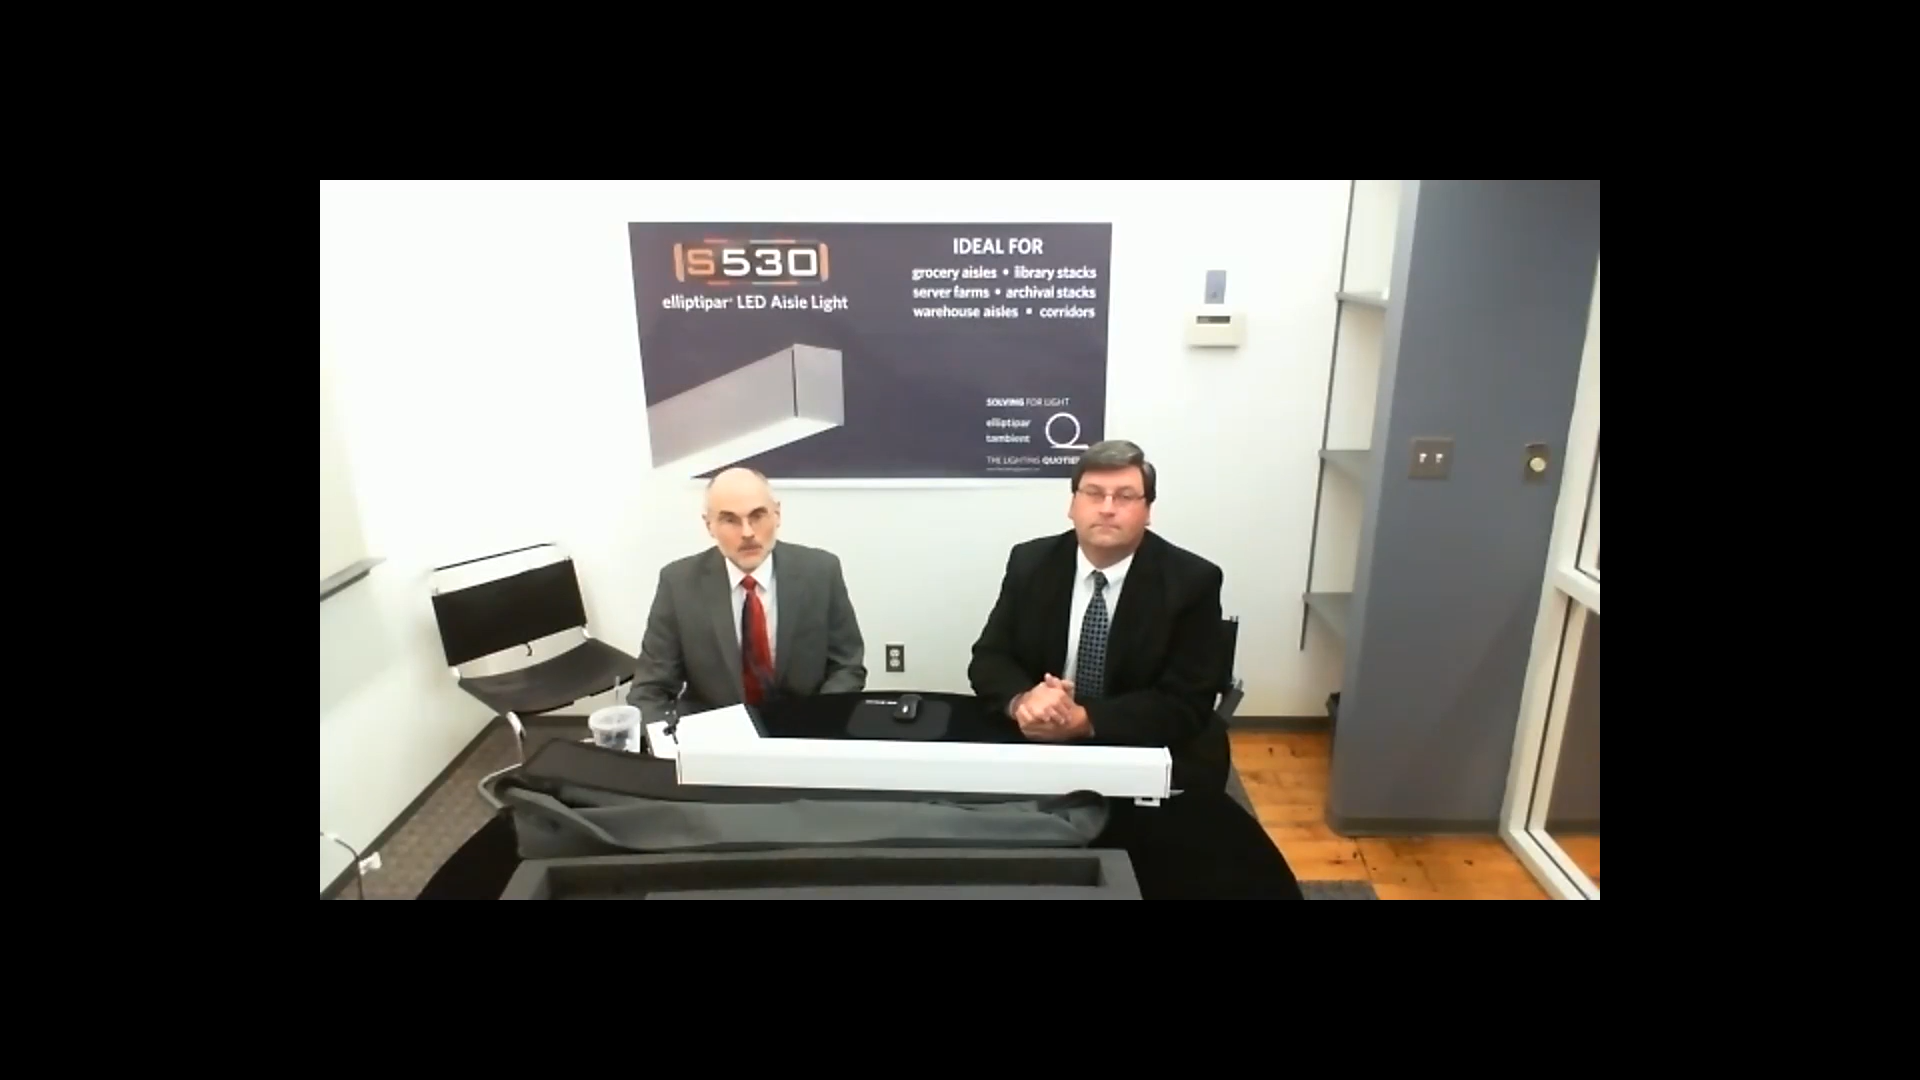 S530
elliptipar® LED Aisle Light
IDEAL FOR
grocery aisles • library stacks
server farms • archival stacks
warehouse aisles • corridors
SOLVING FOR LIGHT
elliptipar
tambient
THE LIGHTING